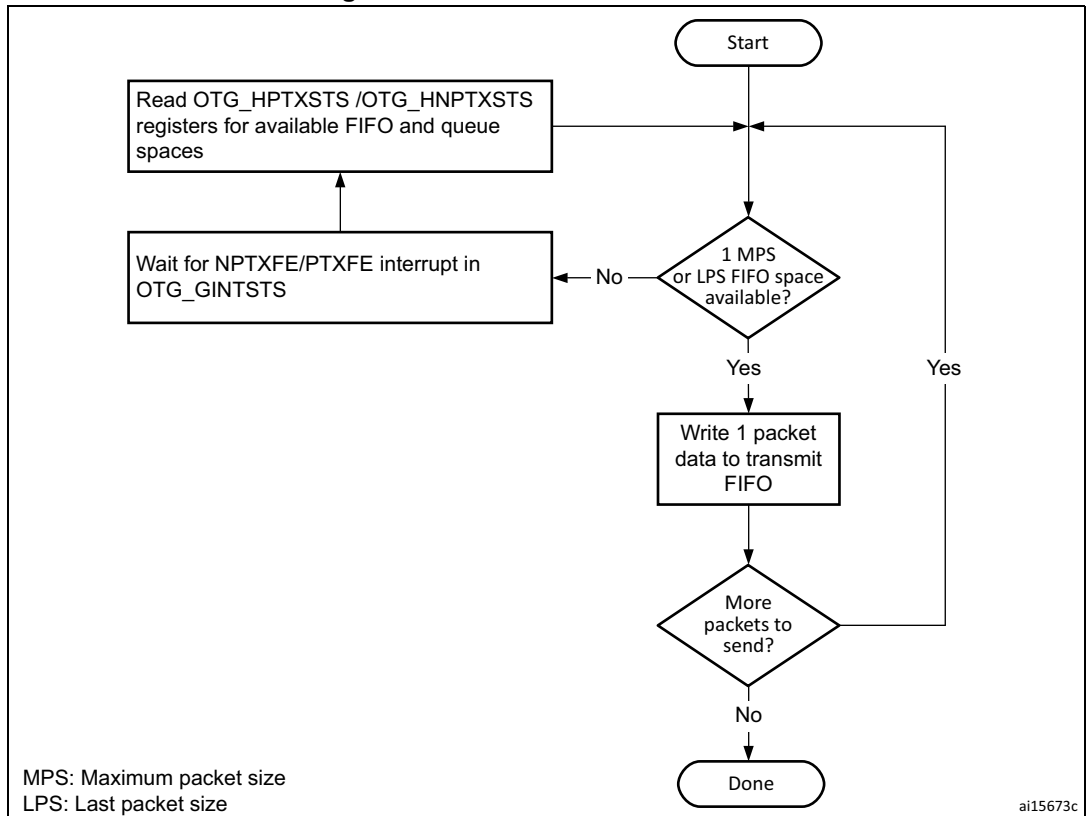 Start
Read OTG_HPTXSTS /OTG_HNPTXSTS
registers for available FIFO and queue
spaces
1 MPS
or LPS FIFO space
available?
No
Wait for NPTXFE/PTXFE interrupt in
OTG_GINTSTS
Yes
Yes
Write 1 packet
data to transmit
FIFO
More
packets to
send?
No
Done
MPS: Maximum packet size
LPS: Last packet size
ai15673c